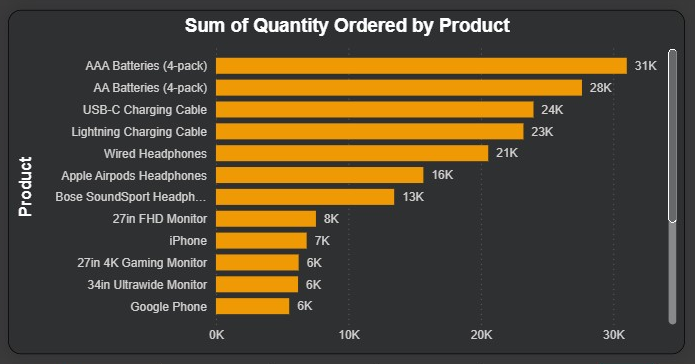 Sum of Quantity Ordered by Product
Product
AAA Batteries (4-pack) 31K
AA Batteries (4-pack) 28K
USB-C Charging Cable 24K
Lightning Charging Cable 23K
Wired Headphones 21K
Apple Airpods Headphones 16K
Bose SoundSport Headph... 13K
27in FHD Monitor 8K
iPhone 7K
27in 4K Gaming Monitor 6K
34in Ultrawide Monitor 6K
Google Phone 6K
0K 10K 20K 30K